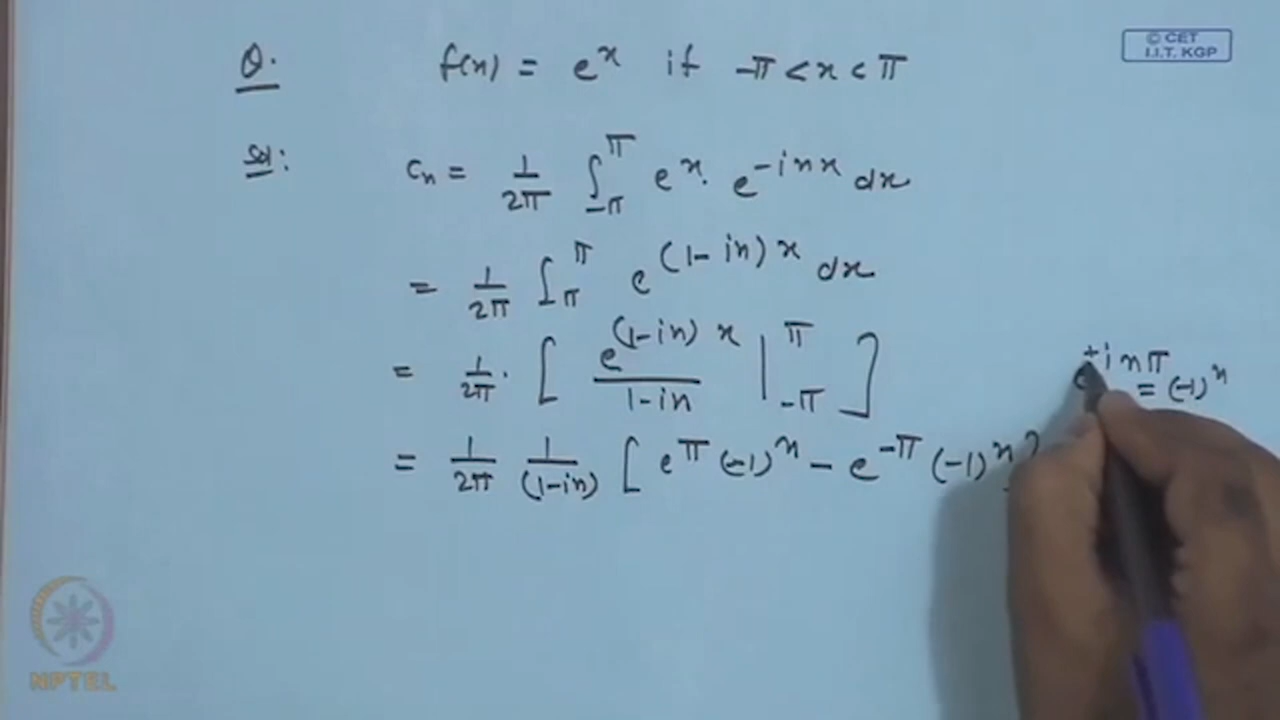 © CET
I.I.T. KGP
Q. f(x) = e^x if -π < x < π
Sol: c_n = 1/2π ∫_{-π}^{π} e^x. e^{-inx} dx
= 1/2π ∫_{-π}^{π} e^{(1-in)x} dx
= 1/2π . [ e^{(1-in)x} / 1-in |_{-π}^{π} ]
e^{±inπ}
= (-1)^n
= 1/2π 1/(1-in) [ e^π (-1)^n - e^{-π} (-1)^n ]
NPTEL